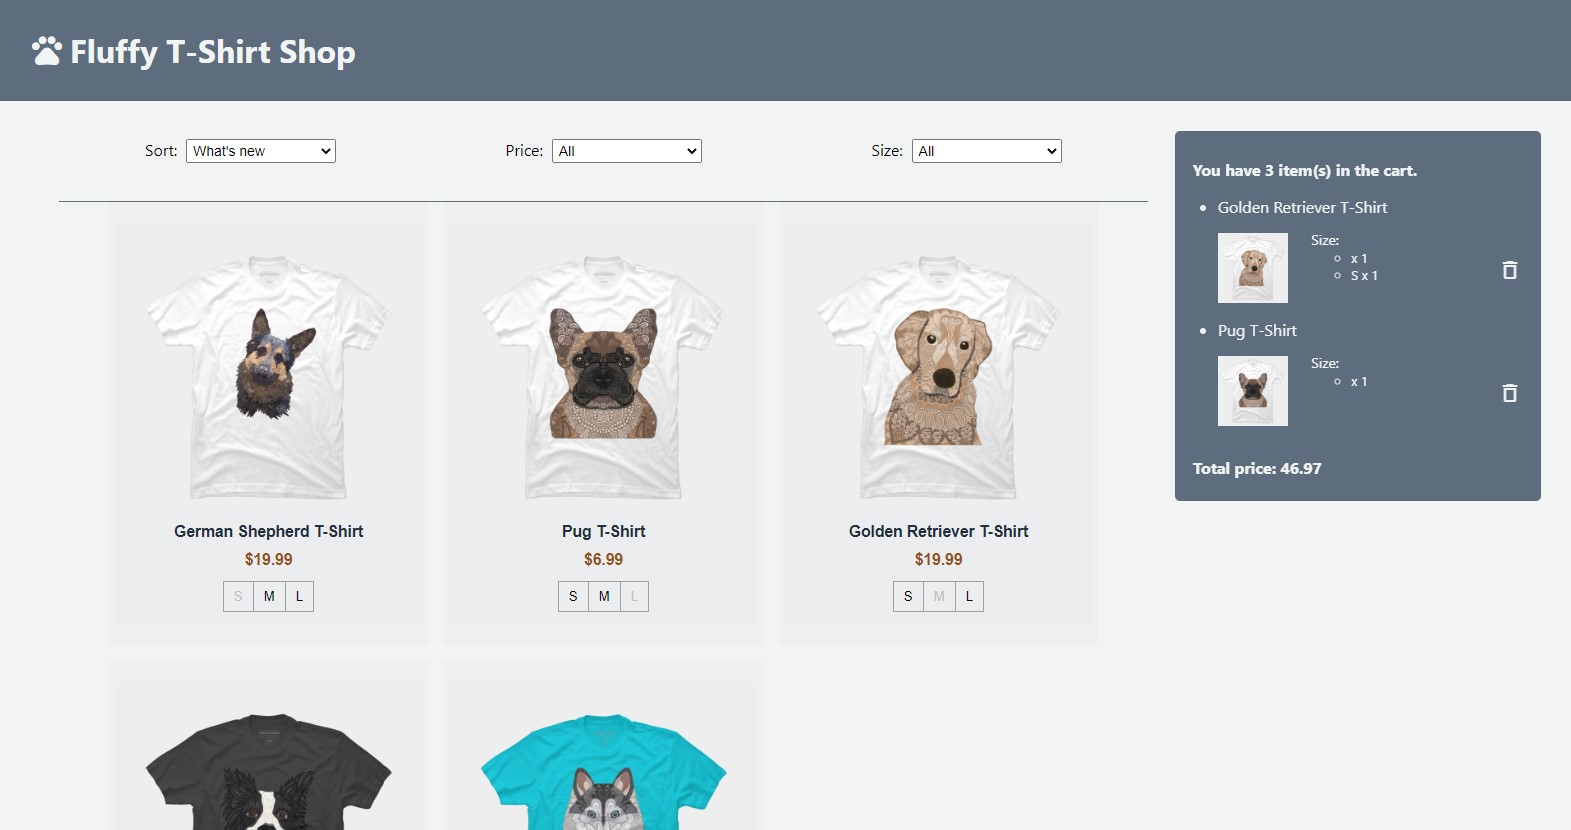 Fluffy T-Shirt Shop
Sort: What's new
Price: All
Size: All
German Shepherd T-Shirt
$19.99
S M L
Pug T-Shirt
$6.99
S M L
Golden Retriever T-Shirt
$19.99
S M L
You have 3 item(s) in the cart.
Golden Retriever T-Shirt
Size:
x 1
S x 1
Pug T-Shirt
Size:
x 1
Total price: 46.97